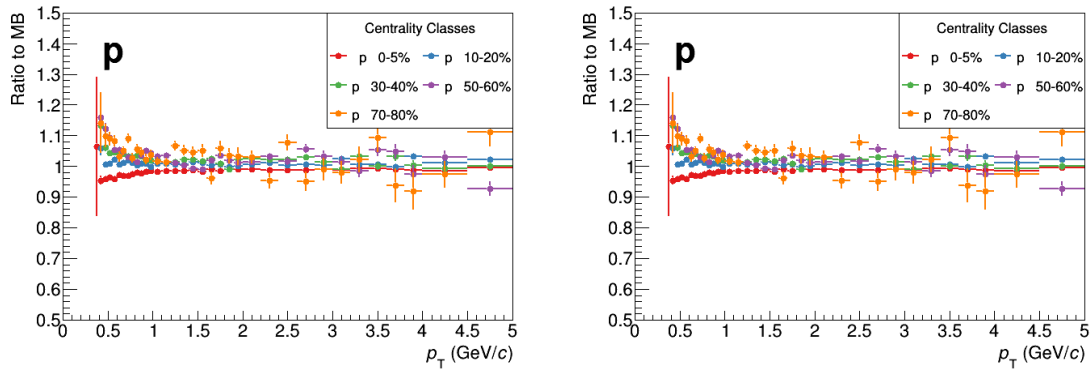 Ratio to MB
1.5
1.4
1.3
1.2
1.1
1
0.9
0.8
0.7
0.6
0.5
p
Centrality Classes
p 0-5% p 10-20%
p 30-40% p 50-60%
p 70-80%
0 0.5 1 1.5 2 2.5 3 3.5 4 4.5 5
p_T (GeV/c)
Ratio to MB
1.5
1.4
1.3
1.2
1.1
1
0.9
0.8
0.7
0.6
0.5
p
Centrality Classes
p 0-5% p 10-20%
p 30-40% p 50-60%
p 70-80%
0 0.5 1 1.5 2 2.5 3 3.5 4 4.5 5
p_T (GeV/c)